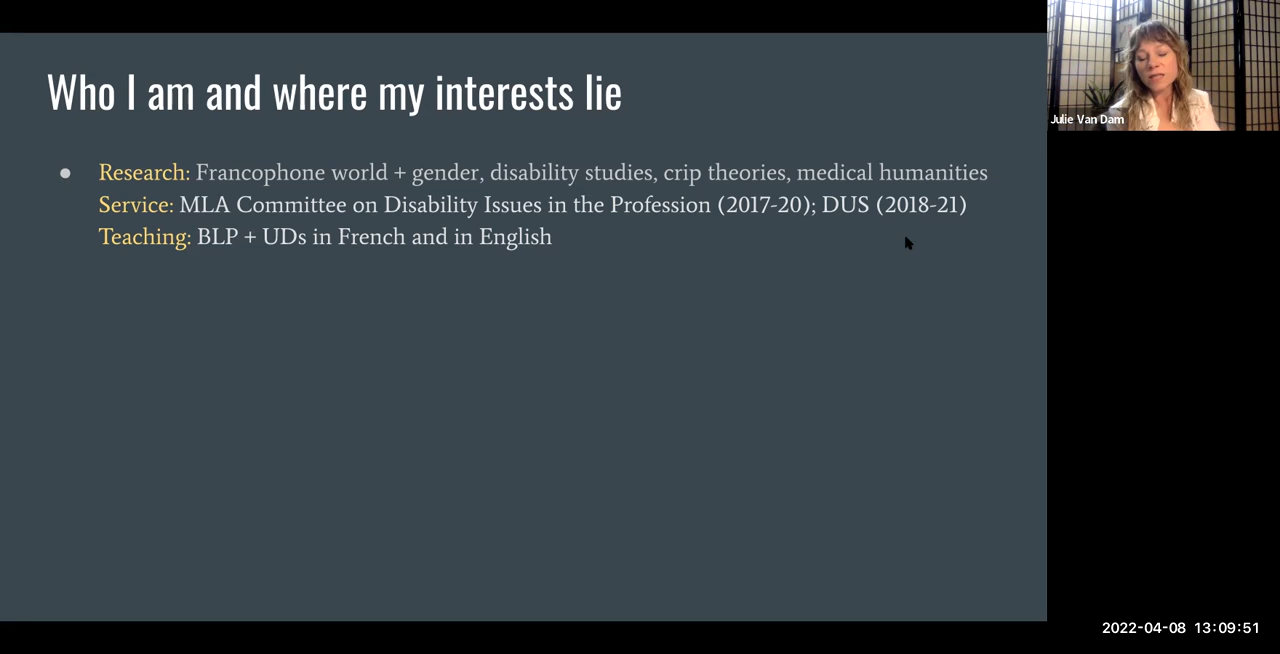 Who I am and where my interests lie
Julie Van Dam
● Research: Francophone world + gender, disability studies, crip theories, medical humanities
Service: MLA Committee on Disability Issues in the Profession (2017-20); DUS (2018-21)
Teaching: BLP + UDs in French and in English
2022-04-08 13:09:51